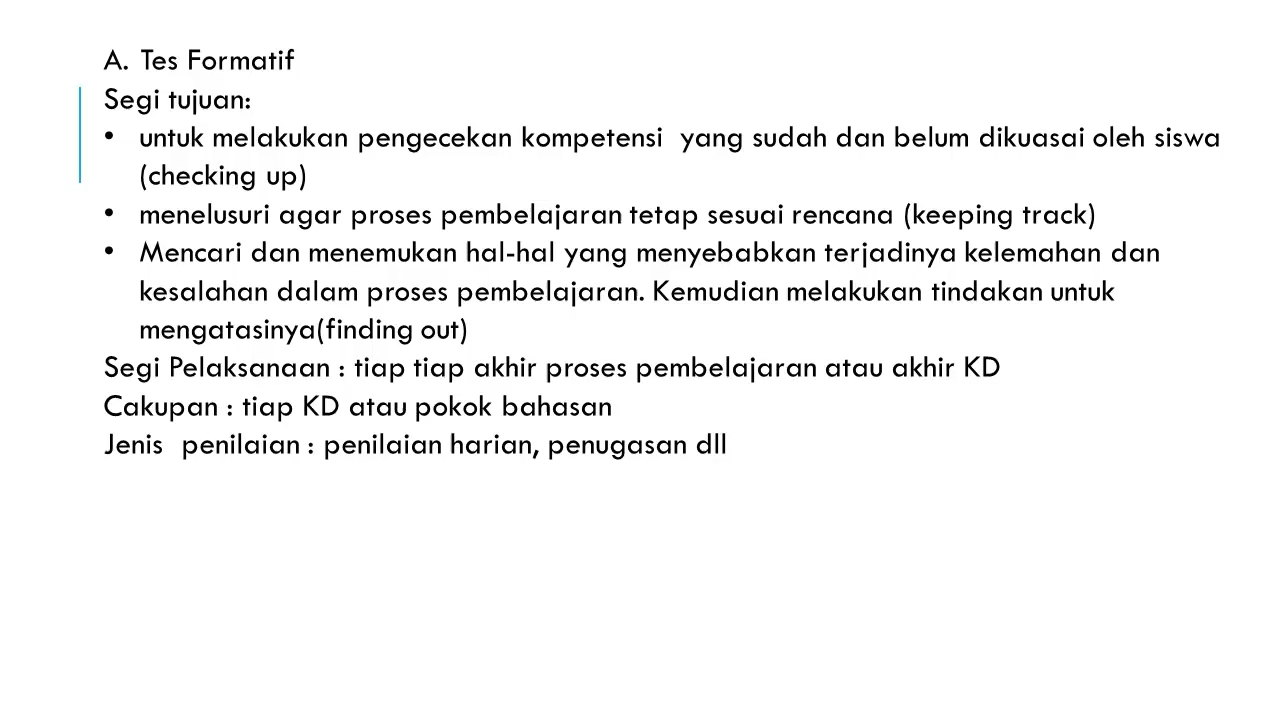 A. Tes Formatif
Segi tujuan:
• untuk melakukan pengecekan kompetensi  yang sudah dan belum dikuasai oleh siswa
(checking up)
• menelusuri agar proses pembelajaran tetap sesuai rencana (keeping track)
• Mencari dan menemukan hal-hal yang menyebabkan terjadinya kelemahan dan
kesalahan dalam proses pembelajaran. Kemudian melakukan tindakan untuk
mengatasinya(finding out)
Segi Pelaksanaan : tiap tiap akhir proses pembelajaran atau akhir KD
Cakupan : tiap KD atau pokok bahasan
Jenis  penilaian : penilaian harian, penugasan dll